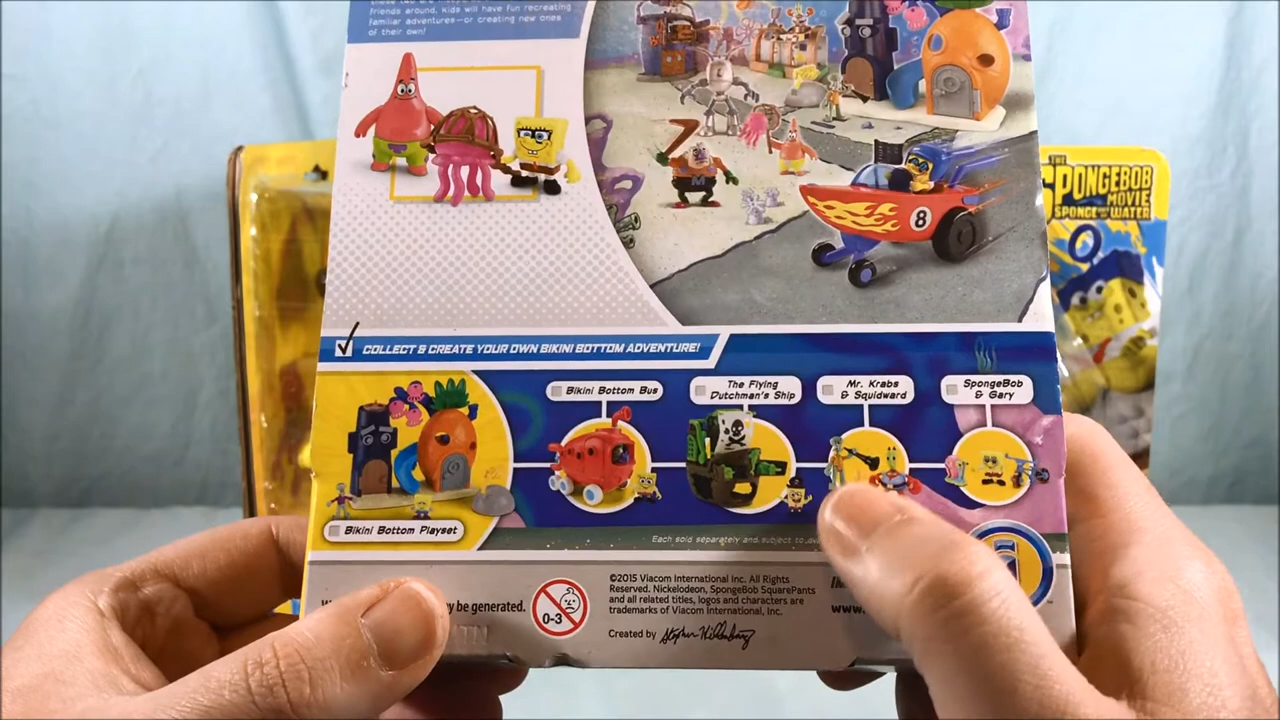 friends around, kids will have fun recreating
familiar adventures—or creating new ones
of their own!
8
M
THE
SPONGEBOB
MOVIE
SPONGE OUT OF WATER
COLLECT & CREATE YOUR OWN BIKINI BOTTOM ADVENTURE!
Bikini Bottom Bus
The Flying
Dutchman's Ship
Mr. Krabs
& Squidward
SpongeBob
& Gary
Bikini Bottom Playset
Each sold separately and subject to
y be generated.
0-3
©2015 Viacom International Inc. All Rights
Reserved. Nickelodeon, SpongeBob SquarePants
and all related titles, logos and characters are
trademarks of Viacom International, Inc.
Created by Stephen Hillenburg
www.